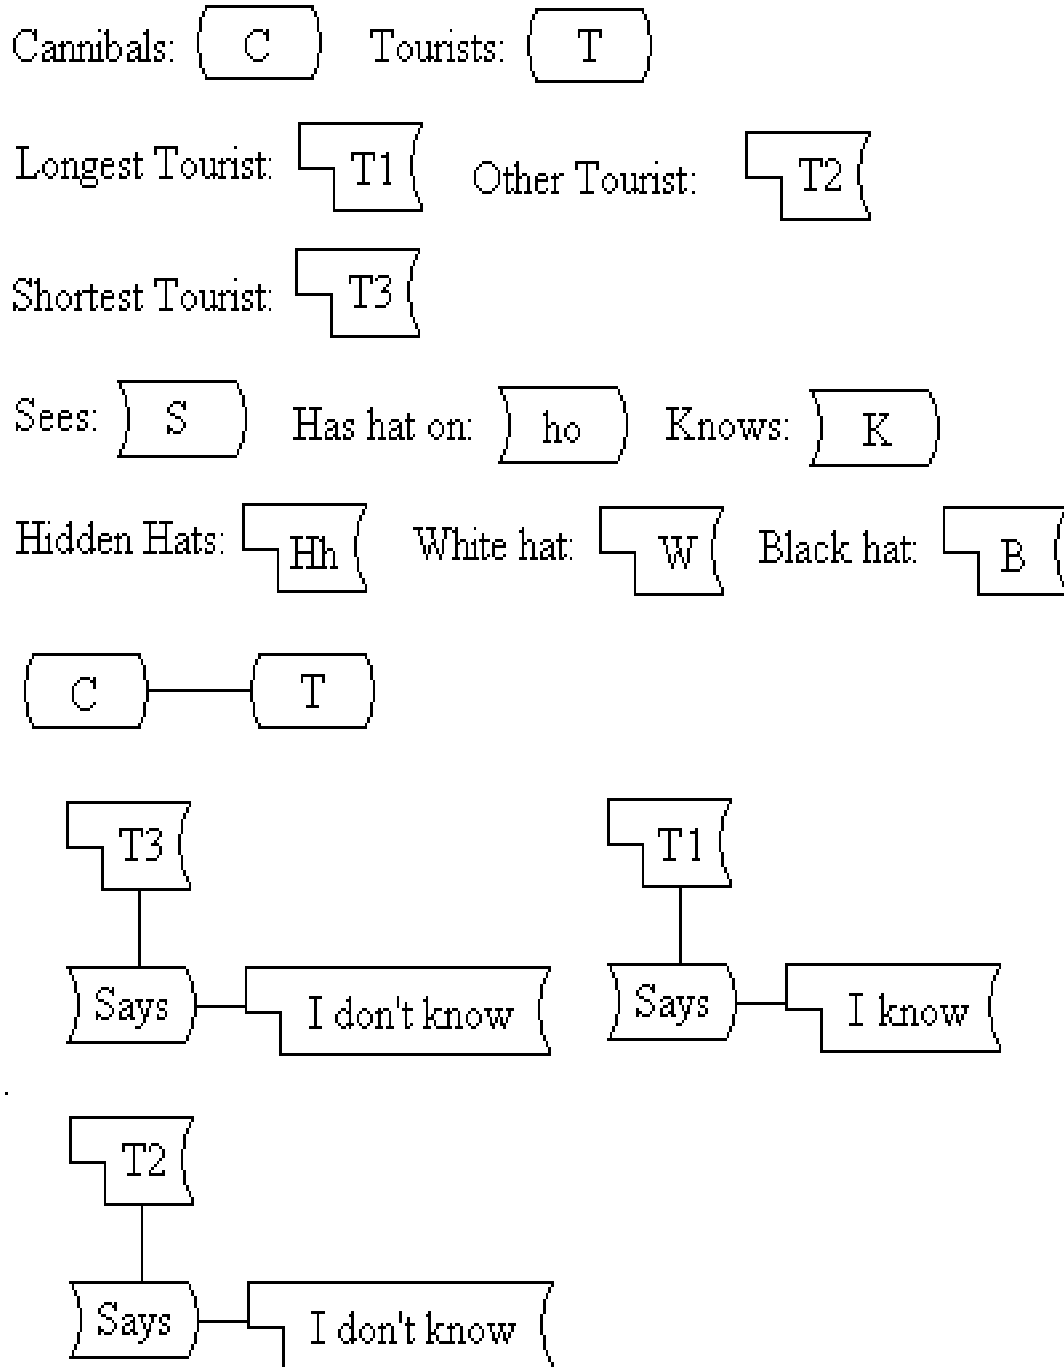 Cannibals: C Tourists: T
Longest Tourist: T1 Other Tourist: T2
Shortest Tourist: T3
Sees: S Has hat on: ho Knows: K
Hidden Hats: Hh White hat: W Black hat: B
C T
T3 T1
Says I don't know Says I know
.
T2
Says I don't know